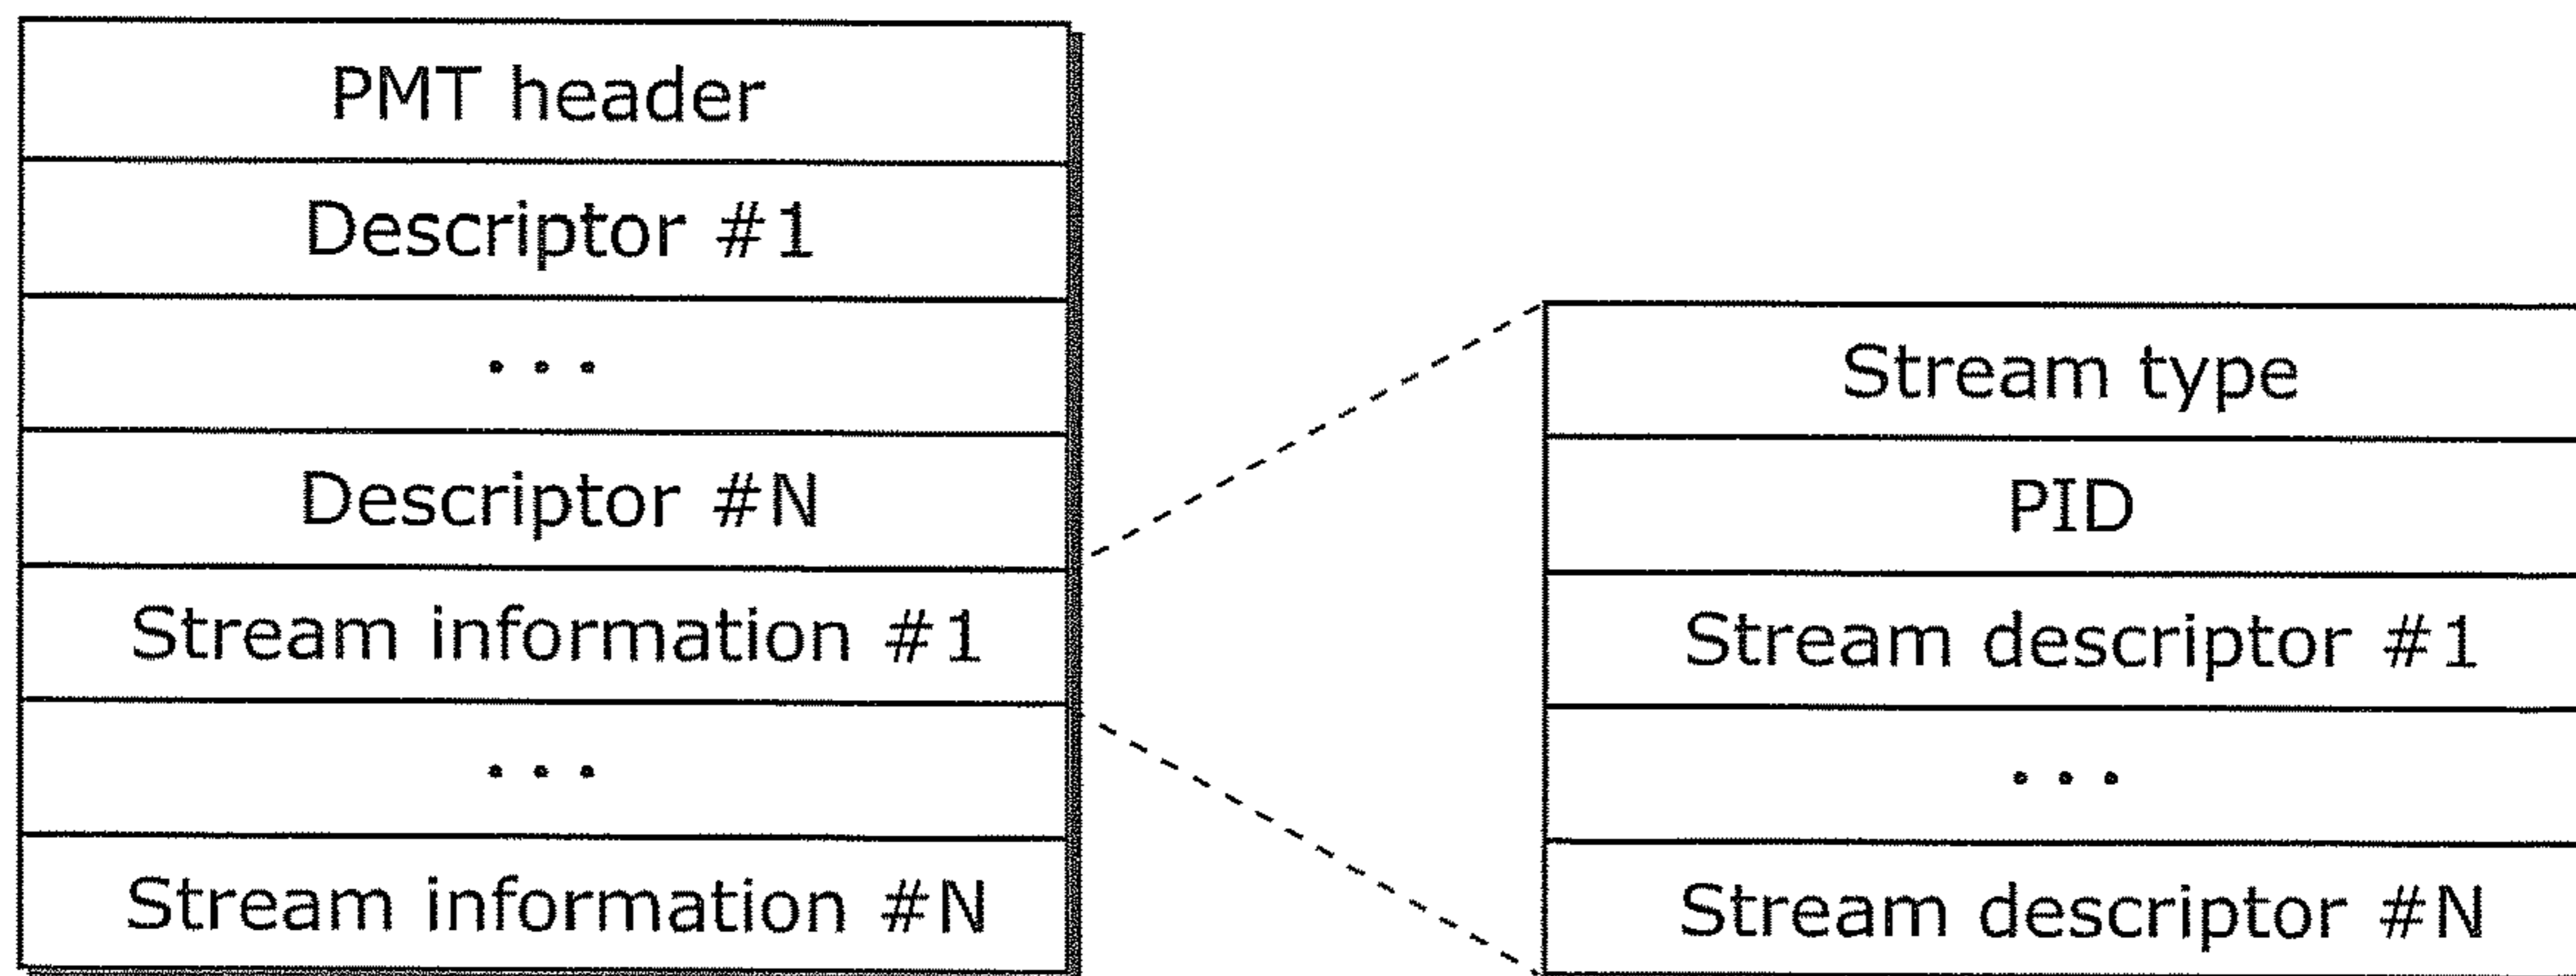 PMT header
Descriptor #1
...
Descriptor #N
Stream information #1
...
Stream information #N
Stream type
PID
Stream descriptor #1
...
Stream descriptor #N